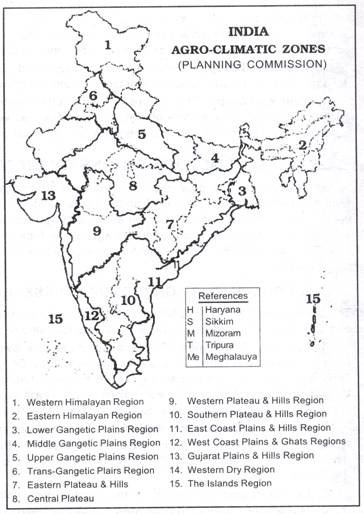 INDIA
AGRO-CLIMATIC ZONES
(PLANNING COMMISSION)
1
6
5
4
2
13
8
3
7
9
11
10
12
15
15
References
H Haryana
S Sikkim
M Mizoram
T Tripura
Me Meghalauya
1. Western Himalayan Region
2. Eastern Himalayan Region
3. Lower Gangetic Plains Region
4. Middle Gangetic Plains Region
5. Upper Gangetic Plains Resion
6. Trans-Gangetic Plairs Region
7. Eastern Plateau & Hills
8. Central Plateau
9. Western Plateau & Hills Region
10. Southern Plateau & Hills Region
11. East Coast Plains & Hills Region
12. West Coast Plains & Ghats Regions
13. Gujarat Plains & Hills Region
14. Western Dry Region
15. The Islands Region